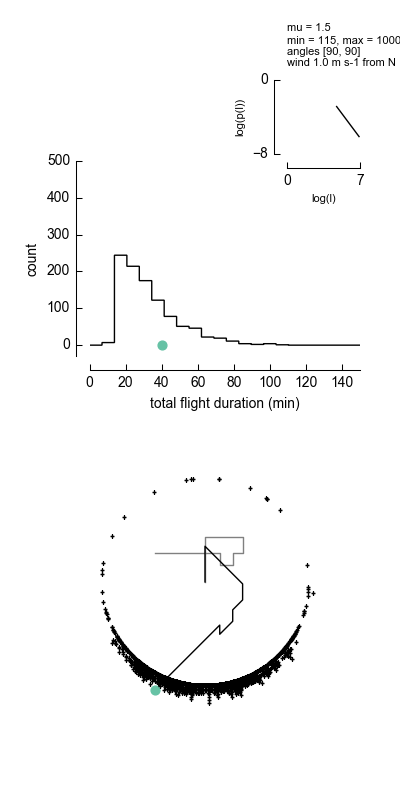 mu = 1.5
min = 115, max = 1000
angles [90, 90]
wind 1.0 m s-1 from N
0
log(p(l))
−8
0 7
log(l)
500
400
300
200
100
0
count
0 20 40 60 80 100 120 140
total flight duration (min)